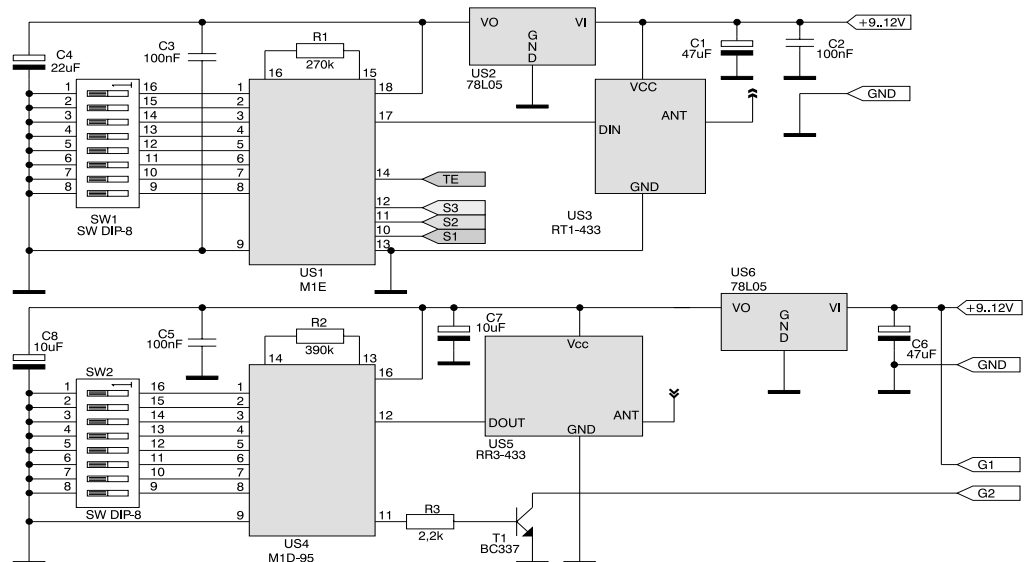 VO
VI
GND
US2
78L05
+9..12V
C4
22uF
C3
100nF
R1
270k
16
15
C1
47uF
C2
100nF
GND
1
2
3
4
5
6
7
8
16
15
14
13
12
11
10
9
SW1
SW DIP-8
1
2
3
4
5
6
7
8
9
18
17
14
12
11
10
13
TE
S3
S2
S1
US1
M1E
VCC
DIN
ANT
GND
US3
RT1-433
US6
78L05
VO
VI
GND
+9..12V
C8
10uF
C5
100nF
R2
390k
14
13
C7
10uF
C6
47uF
GND
SW2
1
2
3
4
5
6
7
8
16
15
14
13
12
11
10
9
SW DIP-8
1
2
3
4
5
6
7
8
9
16
12
11
US4
M1D-95
Vcc
DOUT
ANT
GND
US5
RR3-433
R3
2,2k
T1
BC337
G1
G2